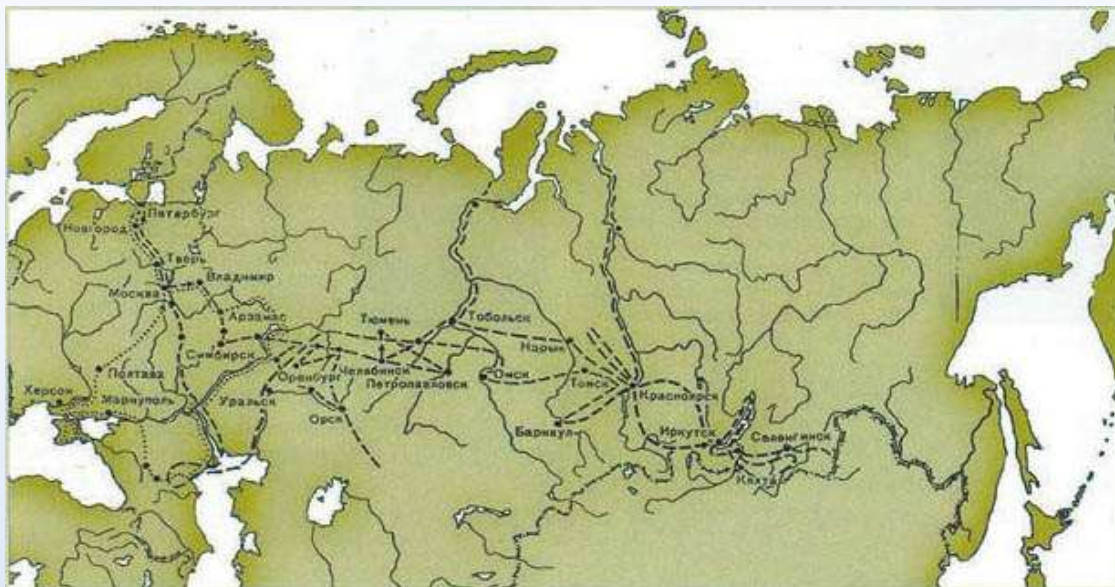 Петербург
Новгород
Тверь
Владимир
Москва
Арзамас
Тюмень
Тобольск
Симбирск
Нарым
Полтава
Оренбург
Челябинск
Петропавловск
Омск
Томск
Херсон
Мариуполь
Уральск
Орск
Красноярск
Барнаул
Иркутск
Селенгинск
Кяхта